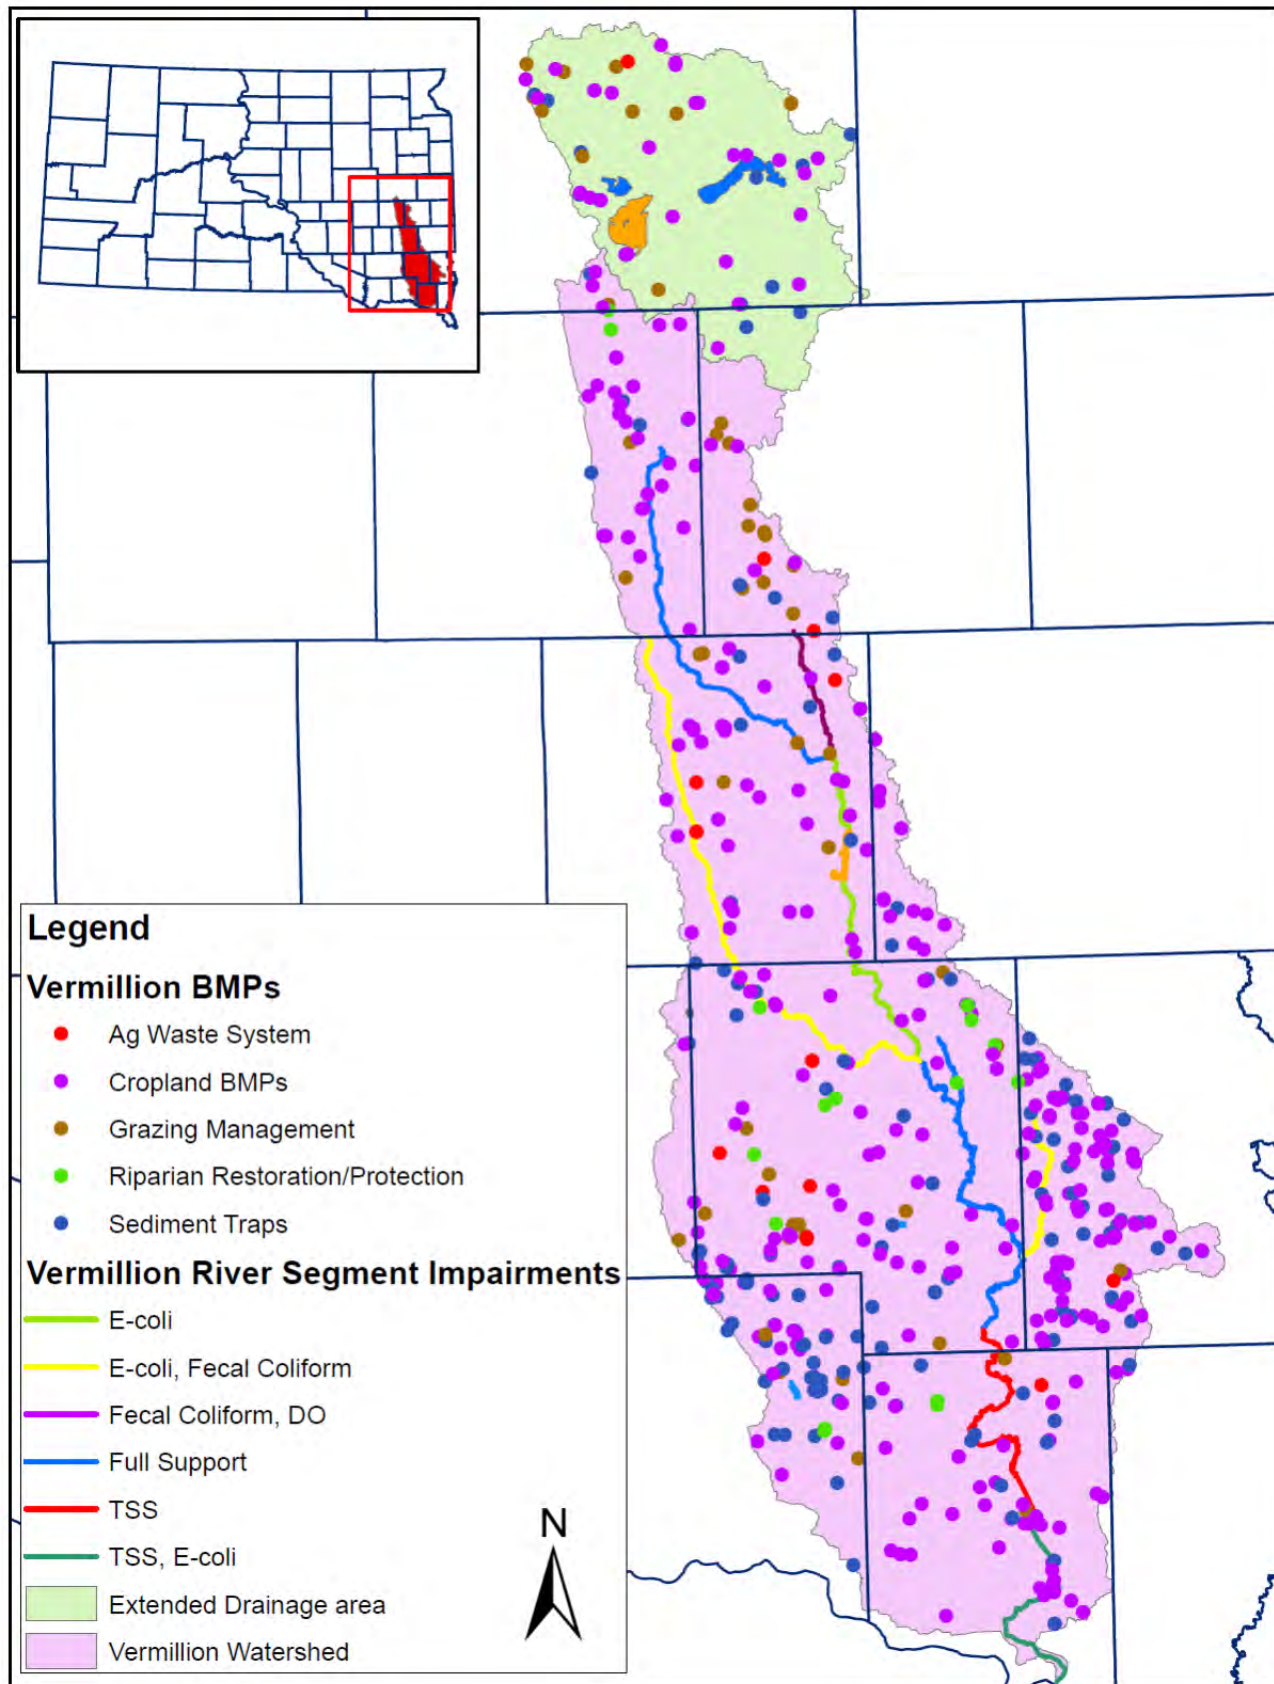 Legend
Vermillion BMPs
Ag Waste System
Cropland BMPs
Grazing Management
Riparian Restoration/Protection
Sediment Traps
Vermillion River Segment Impairments
E-coli
E-coli, Fecal Coliform
Fecal Coliform, DO
Full Support
TSS
TSS, E-coli
Extended Drainage area
Vermillion Watershed
N